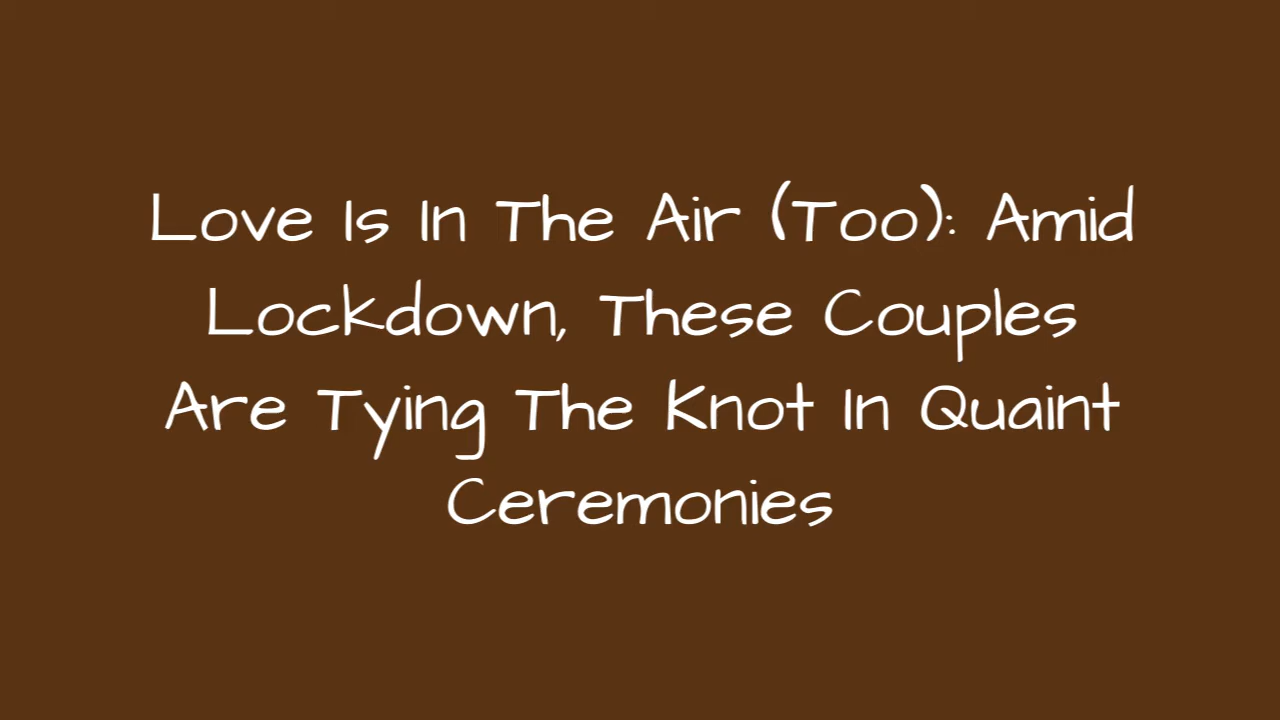 Love Is In The Air (Too): Amid
Lockdown, These Couples
Are Tying The Knot In Quaint
Ceremonies